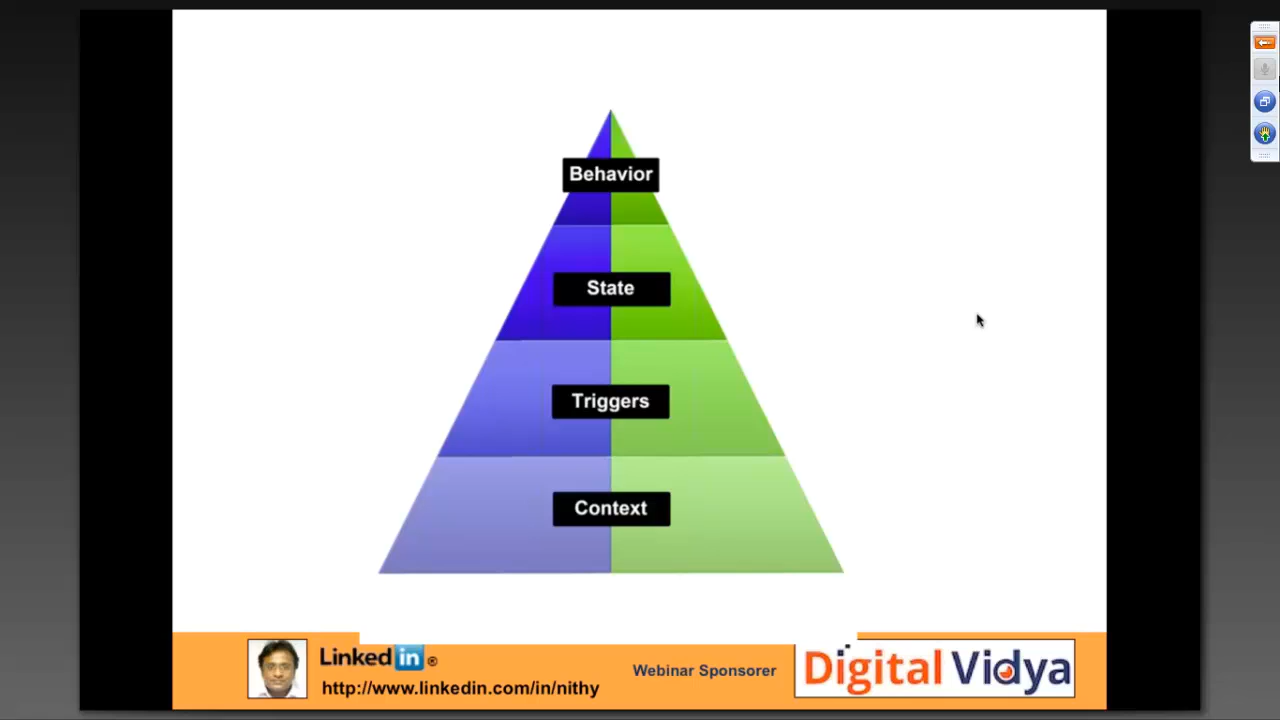 Behavior
State
Triggers
Context
Linked in ®
http://www.linkedin.com/in/nithy
Webinar Sponsorer
Digital Vidya